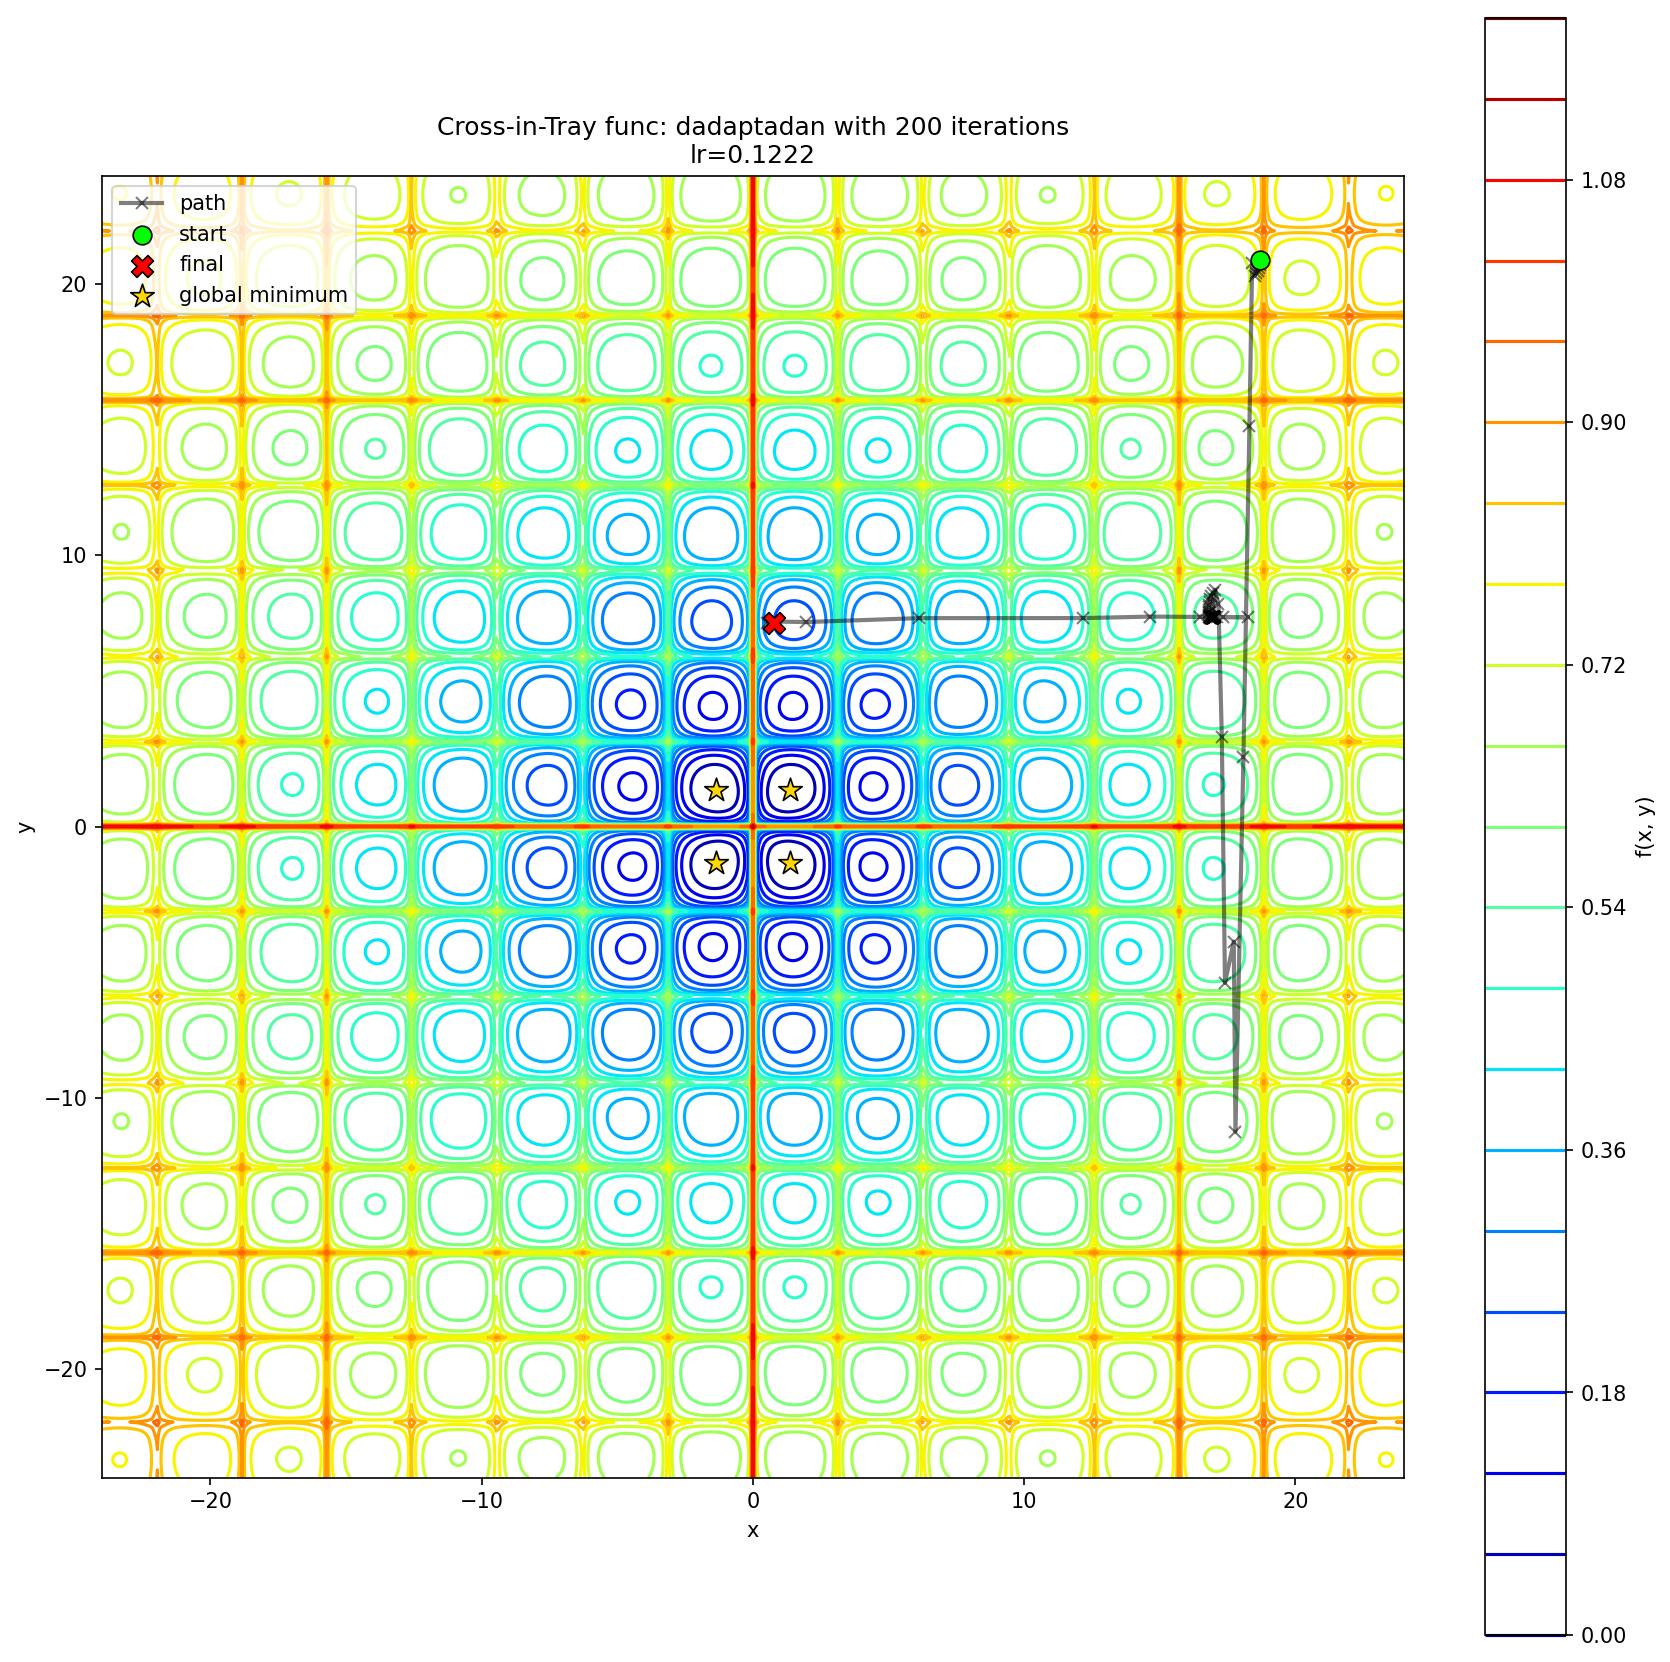 Cross-in-Tray func: dadaptadan with 200 iterations
lr=0.1222
path
start
final
global minimum
20
10
0
−10
−20
y
−20
−10
0
10
20
x
1.08
0.90
0.72
0.54
0.36
0.18
0.00
f(x, y)